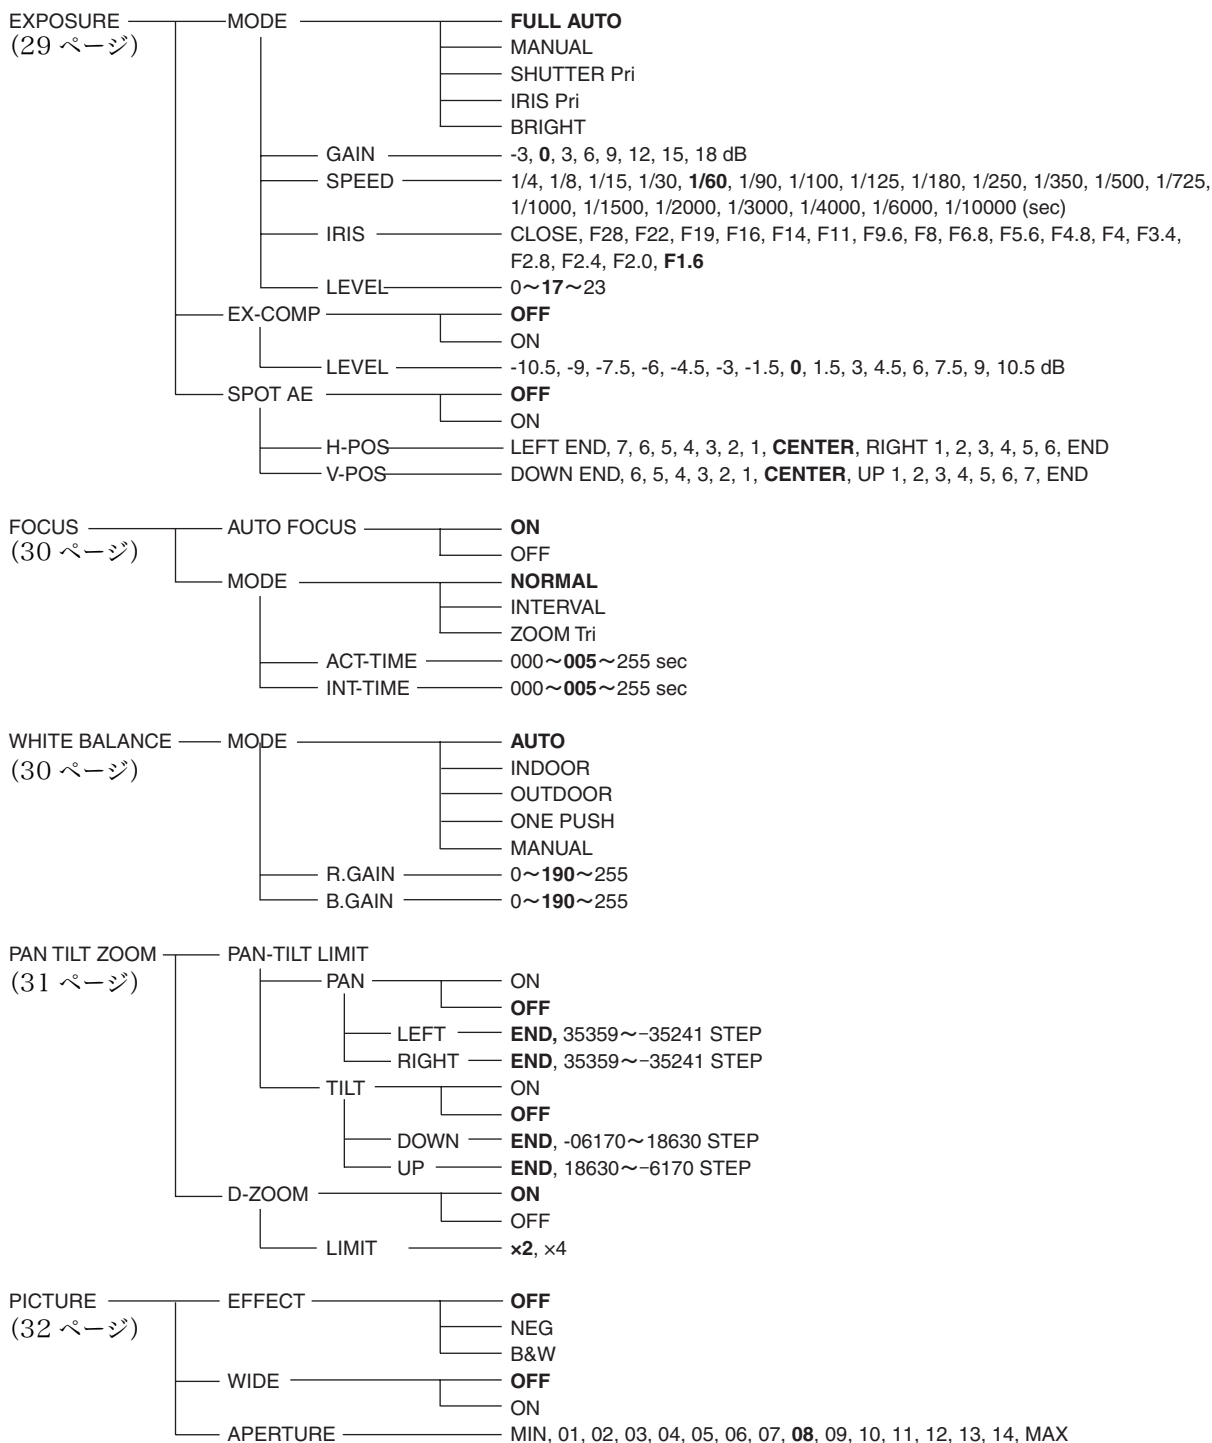 EXPOSURE MODE FULL AUTO
(29 ページ) MANUAL
SHUTTER Pri
IRIS Pri
BRIGHT
GAIN -3, 0, 3, 6, 9, 12, 15, 18 dB
SPEED 1/4, 1/8, 1/15, 1/30, 1/60, 1/90, 1/100, 1/125, 1/180, 1/250, 1/350, 1/500, 1/725,
1/1000, 1/1500, 1/2000, 1/3000, 1/4000, 1/6000, 1/10000 (sec)
IRIS CLOSE, F28, F22, F19, F16, F14, F11, F9.6, F8, F6.8, F5.6, F4.8, F4, F3.4,
F2.8, F2.4, F2.0, F1.6
LEVEL 0～17～23
EX-COMP OFF
ON
LEVEL -10.5, -9, -7.5, -6, -4.5, -3, -1.5, 0, 1.5, 3, 4.5, 6, 7.5, 9, 10.5 dB
SPOT AE OFF
ON
H-POS LEFT END, 7, 6, 5, 4, 3, 2, 1, CENTER, RIGHT 1, 2, 3, 4, 5, 6, END
V-POS DOWN END, 6, 5, 4, 3, 2, 1, CENTER, UP 1, 2, 3, 4, 5, 6, 7, END
FOCUS AUTO FOCUS ON
(30 ページ) OFF
MODE NORMAL
INTERVAL
ZOOM Tri
ACT-TIME 000～005～255 sec
INT-TIME 000～005～255 sec
WHITE BALANCE MODE AUTO
(30 ページ) INDOOR
OUTDOOR
ONE PUSH
MANUAL
R.GAIN 0～190～255
B.GAIN 0～190～255
PAN TILT ZOOM PAN-TILT LIMIT
(31 ページ) PAN ON
OFF
LEFT END, 35359～−35241 STEP
RIGHT END, 35359～−35241 STEP
TILT ON
OFF
DOWN END, -06170～18630 STEP
UP END, 18630～−6170 STEP
D-ZOOM ON
OFF
LIMIT ×2, ×4
PICTURE EFFECT OFF
(32 ページ) NEG
B&W
WIDE OFF
ON
APERTURE MIN, 01, 02, 03, 04, 05, 06, 07, 08, 09, 10, 11, 12, 13, 14, MAX